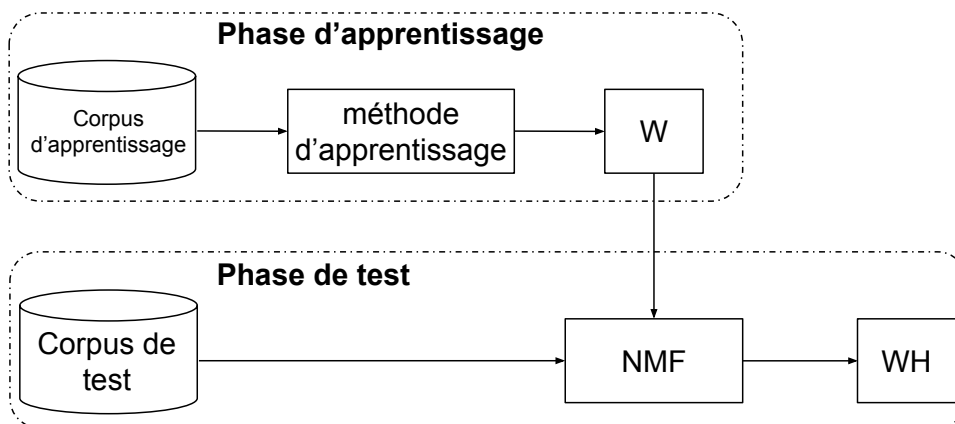 Phase d’apprentissage
Corpus
d’apprentissage
méthode
d’apprentissage
W
Phase de test
Corpus de
test
NMF
WH